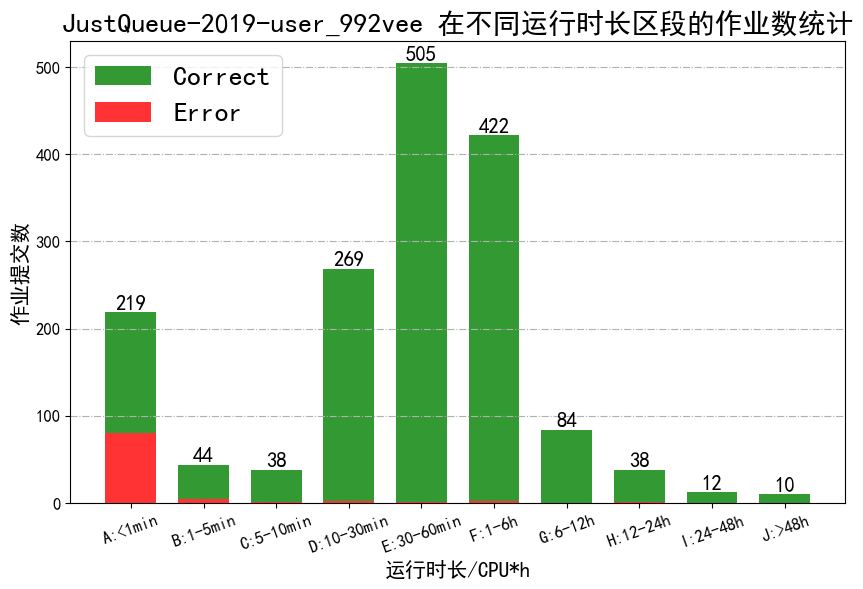 JustQueue-2019-user_992vee 在不同运行时长区段的作业数统计
Correct
Error
作业提交数
500
400
300
200
100
0
219
44
38
269
505
422
84
38
12
10
A:<1min
B:1-5min
C:5-10min
D:10-30min
E:30-60min
F:1-6h
G:6-12h
H:12-24h
I:24-48h
J:>48h
运行时长/CPU*h